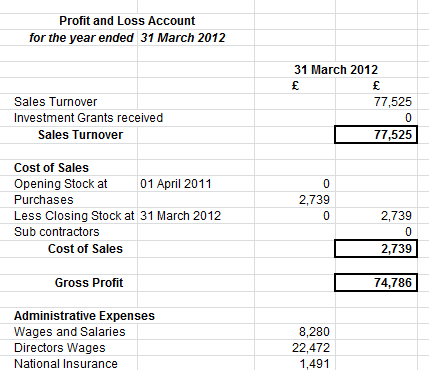 Profit and Loss Account
for the year ended 31 March 2012
31 March 2012
£ £
Sales Turnover 77,525
Investment Grants received 0
Sales Turnover 77,525
Cost of Sales
Opening Stock at 01 April 2011 0
Purchases 2,739
Less Closing Stock at 31 March 2012 0 2,739
Sub contractors 0
Cost of Sales 2,739
Gross Profit 74,786
Administrative Expenses
Wages and Salaries 8,280
Directors Wages 22,472
National Insurance 1,491